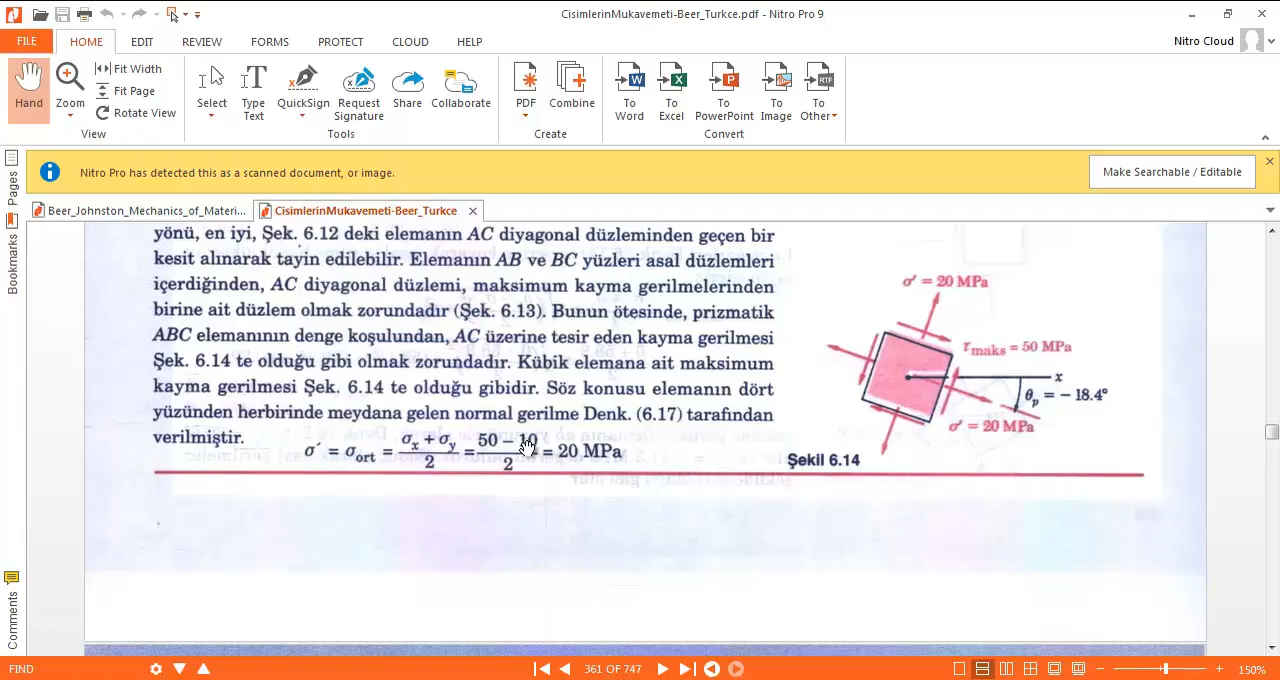 CisimlerinMukavemeti-Beer_Turkce.pdf - Nitro Pro 9
FILE HOME EDIT REVIEW FORMS PROTECT CLOUD HELP
Nitro Cloud
Hand
Zoom
Fit Width
Fit Page
Rotate View
Select
Type Text
QuickSign
Request Signature
Share
Collaborate
PDF
Combine
To Word
To Excel
To PowerPoint
To Image
To Other
View
Tools
Create
Convert
Nitro Pro has detected this as a scanned document, or image.
Make Searchable / Editable
Pages
Bookmarks
Comments
Beer_Johnston_Mechanics_of_Materi...
CisimlerinMukavemeti-Beer_Turkce
yönü, en iyi, Şek. 6.12 deki elemanın AC diyagonal düzleminden geçen bir
kesit alınarak tayin edilebilir. Elemanın AB ve BC yüzleri asal düzlemleri
içerdiğinden, AC diyagonal düzlemi, maksimum kayma gerilmelerinden
birine ait düzlem olmak zorundadır (Şek. 6.13). Bunun ötesinde, prizmatik
ABC elemanının denge koşulundan, AC üzerine tesir eden kayma gerilmesi
Şek. 6.14 te olduğu gibi olmak zorundadır. Kübik elemana ait maksimum
kayma gerilmesi Şek. 6.14 te olduğu gibidir. Söz konusu elemanın dört
yüzünden herbirinde meydana gelen normal gerilme Denk. (6.17) tarafından
verilmiştir.
σ′ = σort = (σx + σy)/2 = (50 − 10)/2 = 20 MPa
σ′ = 20 MPa
τmaks = 50 MPa
x
θp = − 18.4°
σ′ = 20 MPa
Şekil 6.14
FIND
361 OF 747
150%